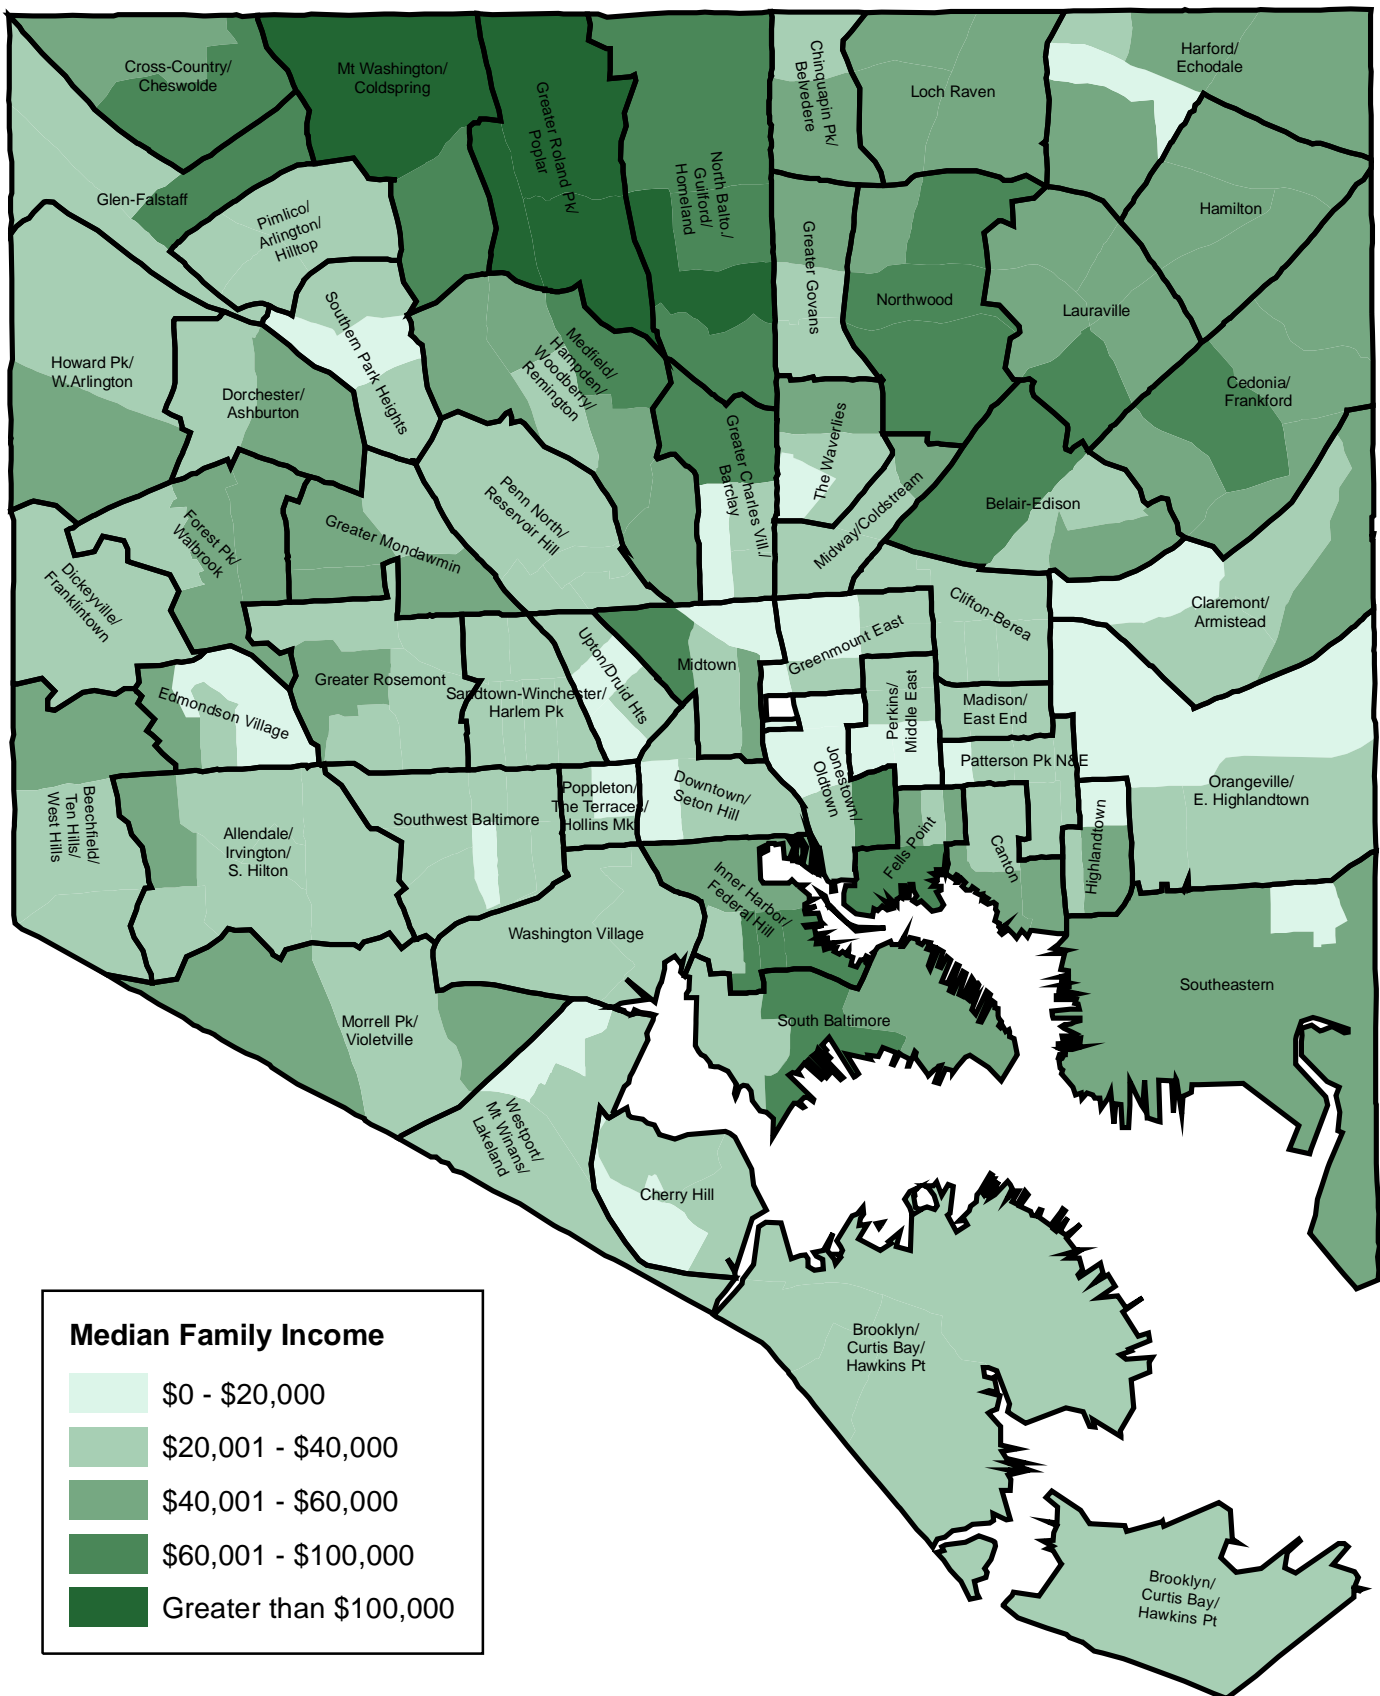 Cross-Country/
Cheswolde
Mt Washington/
Coldspring
Greater Roland Pk/
Poplar
North Balto./
Guilford/
Homeland
Chinquapin Pk/
Belvedere
Loch Raven
Harford/
Echodale
Glen-Falstaff
Pimlico/
Arlington/
Hilltop
Hamilton
Greater Govans
Northwood
Lauraville
Southern Park Heights
Howard Pk/
W.Arlington
Dorchester/
Ashburton
Medfield/
Hampden/
Woodberry/
Remington
Cedonia/
Frankford
Greater Charles Vill./
Barclay
The Waverlies
Midway/Coldstream
Belair-Edison
Penn North/
Reservoir Hill
Forest Pk/
Walbrook
Greater Mondawmin
Dickeyville/
Franklintown
Clifton-Berea
Claremont/
Armistead
Greenmount East
Midtown
Upton/Druid Hts
Greater Rosemont
Sandtown-Winchester/
Harlem Pk
Edmondson Village
Perkins/
Middle East
Madison/
East End
Patterson Pk N&E
Orangeville/
E. Highlandtown
Jonestown/
Oldtown
Downtown/
Seton Hill
Poppleton/
The Terraces/
Hollins Mkt
Southwest Baltimore
Allendale/
Irvington/
S. Hilton
Beechfield/
Ten Hills/
West Hills
Fells Point
Canton
Highlandtown
Inner Harbor/
Federal Hill
Washington Village
Southeastern
Morrell Pk/
Violetville
South Baltimore
Westport/
Mt Winans/
Lakeland
Cherry Hill
Brooklyn/
Curtis Bay/
Hawkins Pt
Brooklyn/
Curtis Bay/
Hawkins Pt
Median Family Income
$0 - $20,000
$20,001 - $40,000
$40,001 - $60,000
$60,001 - $100,000
Greater than $100,000